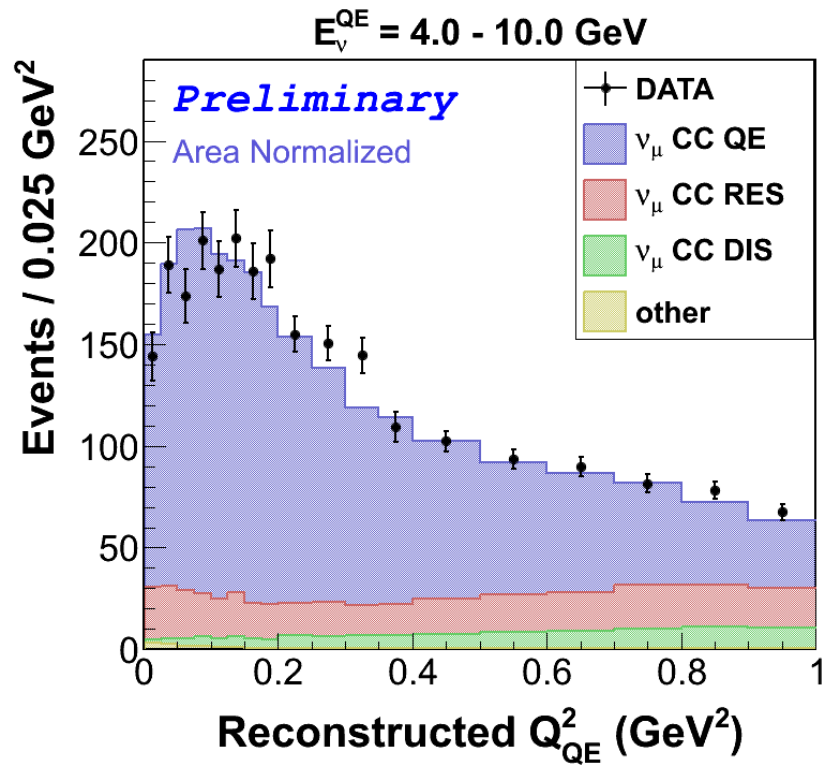 E_ν^QE = 4.0 - 10.0 GeV
Preliminary
Area Normalized
DATA
ν_μ CC QE
ν_μ CC RES
ν_μ CC DIS
other
Events / 0.025 GeV²
250
200
150
100
50
0
0 0.2 0.4 0.6 0.8 1
Reconstructed Q²_QE (GeV²)